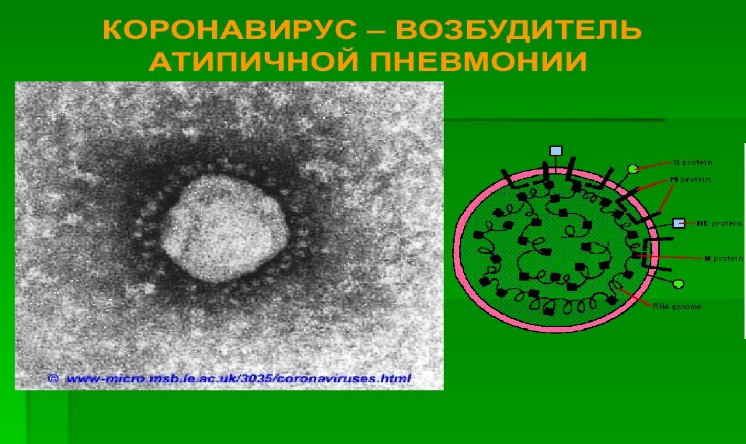 КОРОНАВИРУС – ВОЗБУДИТЕЛЬ
АТИПИЧНОЙ ПНЕВМОНИИ
S protein
M protein
HE protein
N protein
RNA genome
© www-micro.msb.le.ac.uk/3035/coronaviruses.html